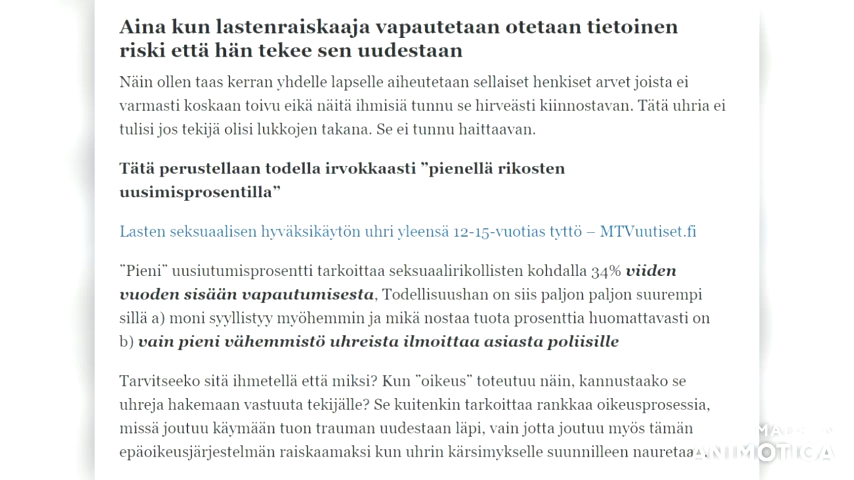 Aina kun lastenraiskaaja vapautetaan otetaan tietoinen
riski että hän tekee sen uudestaan
Näin ollen taas kerran yhdelle lapselle aiheutetaan sellaiset henkiset arvet joista ei
varmasti koskaan toivu eikä näitä ihmisiä tunnu se hirveästi kiinnostavan. Tätä uhria ei
tulisi jos tekijä olisi lukkojen takana. Se ei tunnu haittaavan.
Tätä perustellaan todella irvokkaasti ”pienellä rikosten
uusimisprosentilla”
Lasten seksuaalisen hyväksikäytön uhri yleensä 12-15-vuotias tyttö – MTVuutiset.fi
”Pieni” uusiutumisprosentti tarkoittaa seksuaalirikollisten kohdalla 34% viiden
vuoden sisään vapautumisesta, Todellisuushan on siis paljon paljon suurempi
sillä a) moni syyllistyy myöhemmin ja mikä nostaa tuota prosenttia huomattavasti on
b) vain pieni vähemmistö uhreista ilmoittaa asiasta poliisille
Tarvitseeko sitä ihmetellä että miksi? Kun ”oikeus” toteutuu näin, kannustaako se
uhreja hakemaan vastuuta tekijälle? Se kuitenkin tarkoittaa rankkaa oikeusprosessia,
missä joutuu käymään tuon trauman uudestaan läpi, vain jotta joutuu myös tämän
epäoikeusjärjestelmän raiskaamaksi kun uhrin kärsimykselle suunnilleen nauretaan.
ANIMOTICA